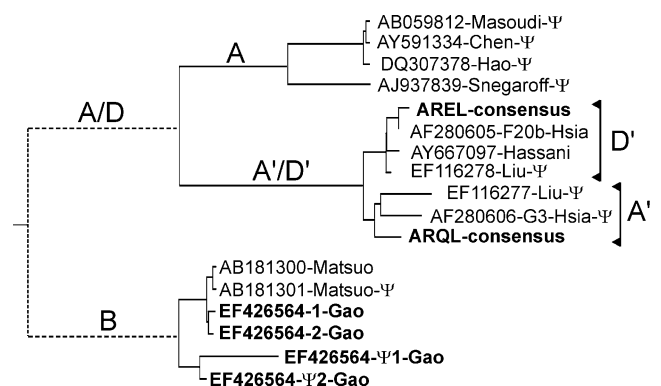 AB059812-Masoudi-Ψ
AY591334-Chen-Ψ
DQ307378-Hao-Ψ
AJ937839-Snegaroff-Ψ
A
A/D
AREL-consensus
AF280605-F20b-Hsia
AY667097-Hassani
EF116278-Liu-Ψ
D'
A'/D'
EF116277-Liu-Ψ
AF280606-G3-Hsia-Ψ
ARQL-consensus
A'
AB181300-Matsuo
AB181301-Matsuo-Ψ
EF426564-1-Gao
EF426564-2-Gao
B
EF426564-Ψ1-Gao
EF426564-Ψ2-Gao